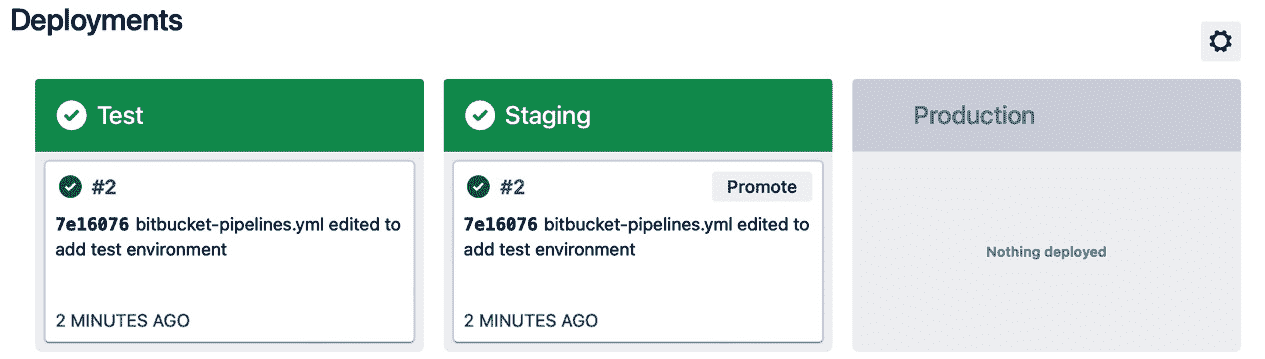 Deployments
Test
#2
7e16076 bitbucket-pipelines.yml edited to
add test environment
2 MINUTES AGO
Staging
#2 Promote
7e16076 bitbucket-pipelines.yml edited to
add test environment
2 MINUTES AGO
Production
Nothing deployed